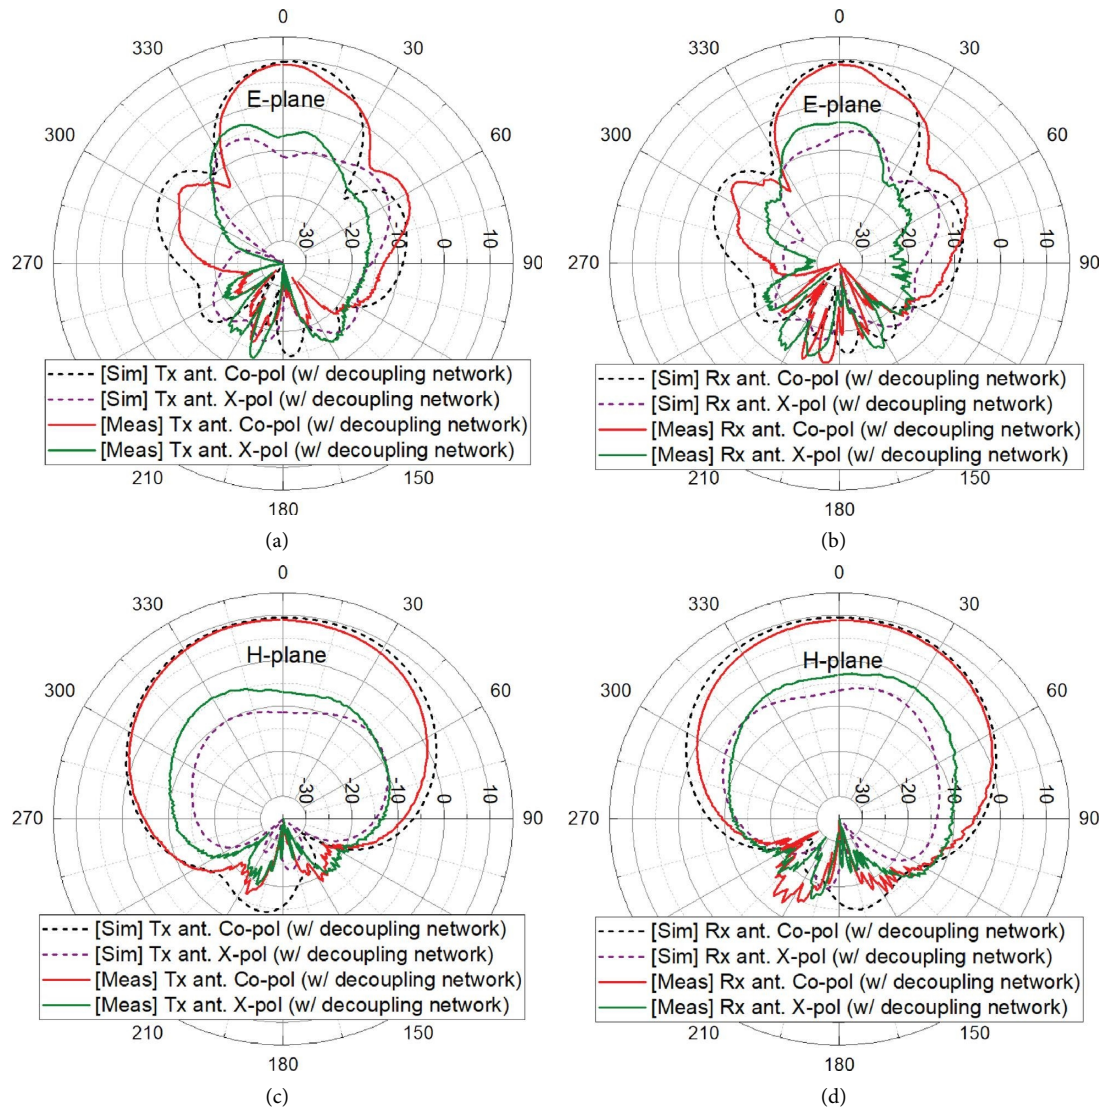 0
330
30
E-plane
300
60
270
-30
-20
-10
0
10
90
[Sim] Tx ant. Co-pol (w/ decoupling network)
[Sim] Tx ant. X-pol (w/ decoupling network)
[Meas] Tx ant. Co-pol (w/ decoupling network)
[Meas] Tx ant. X-pol (w/ decoupling network)
210
150
180
(a)
0
330
30
E-plane
300
60
270
-30
-20
-10
0
10
90
[Sim] Rx ant. Co-pol (w/ decoupling network)
[Sim] Rx ant. X-pol (w/ decoupling network)
[Meas] Rx ant. Co-pol (w/ decoupling network)
[Meas] Rx ant. X-pol (w/ decoupling network)
210
150
180
(b)
0
330
30
H-plane
300
60
270
-30
-20
-10
0
10
90
[Sim] Tx ant. Co-pol (w/ decoupling network)
[Sim] Tx ant. X-pol (w/ decoupling network)
[Meas] Tx ant. Co-pol (w/ decoupling network)
[Meas] Tx ant. X-pol (w/ decoupling network)
210
150
180
(c)
0
330
30
H-plane
300
60
270
-30
-20
-10
0
10
90
[Sim] Rx ant. Co-pol (w/ decoupling network)
[Sim] Rx ant. X-pol (w/ decoupling network)
[Meas] Rx ant. Co-pol (w/ decoupling network)
[Meas] Rx ant. X-pol (w/ decoupling network)
210
150
180
(d)